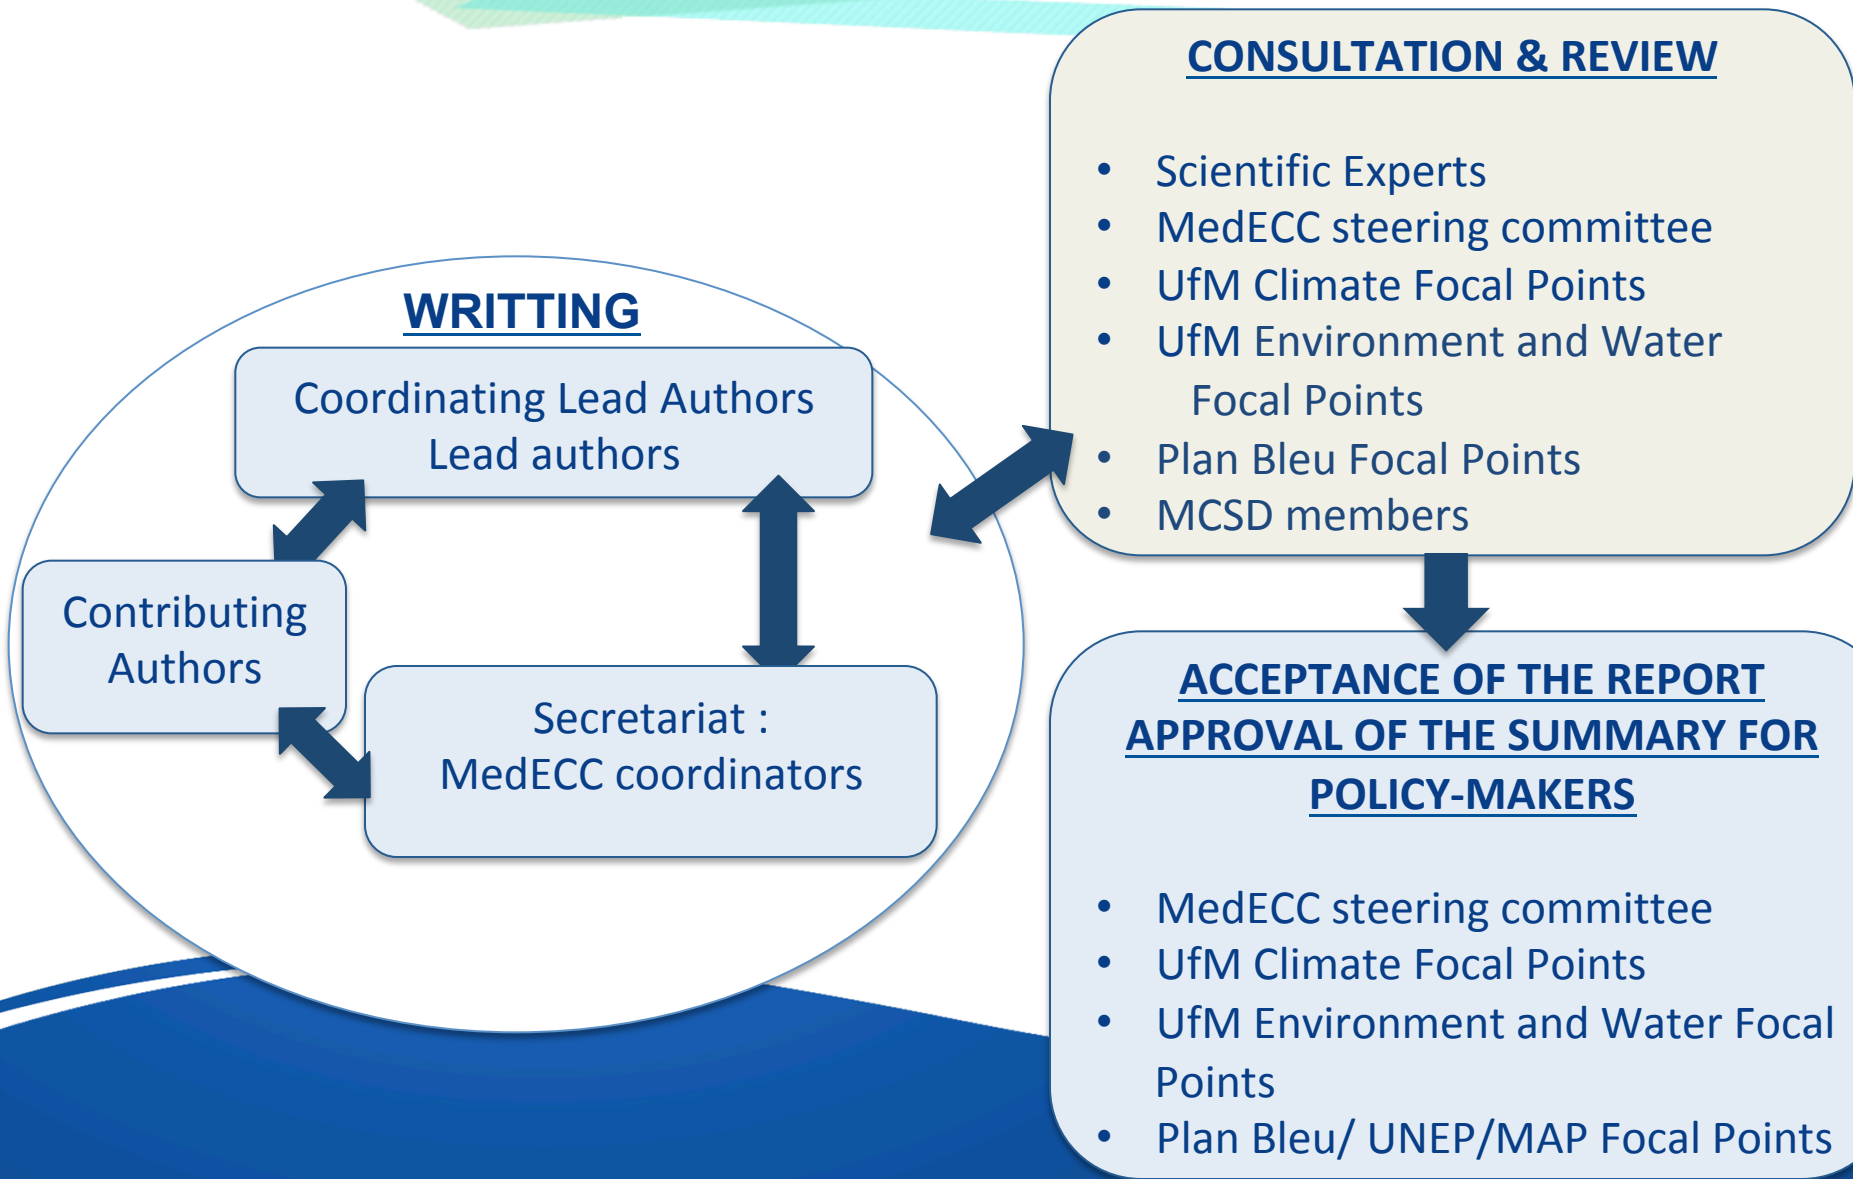 WRITTING
Coordinating Lead Authors
Lead authors
Contributing
Authors
Secretariat :
MedECC coordinators
CONSULTATION & REVIEW
• Scientific Experts
• MedECC steering committee
• UfM Climate Focal Points
• UfM Environment and Water
Focal Points
• Plan Bleu Focal Points
• MCSD members
ACCEPTANCE OF THE REPORT
APPROVAL OF THE SUMMARY FOR
POLICY-MAKERS
• MedECC steering committee
• UfM Climate Focal Points
• UfM Environment and Water Focal
Points
• Plan Bleu/ UNEP/MAP Focal Points